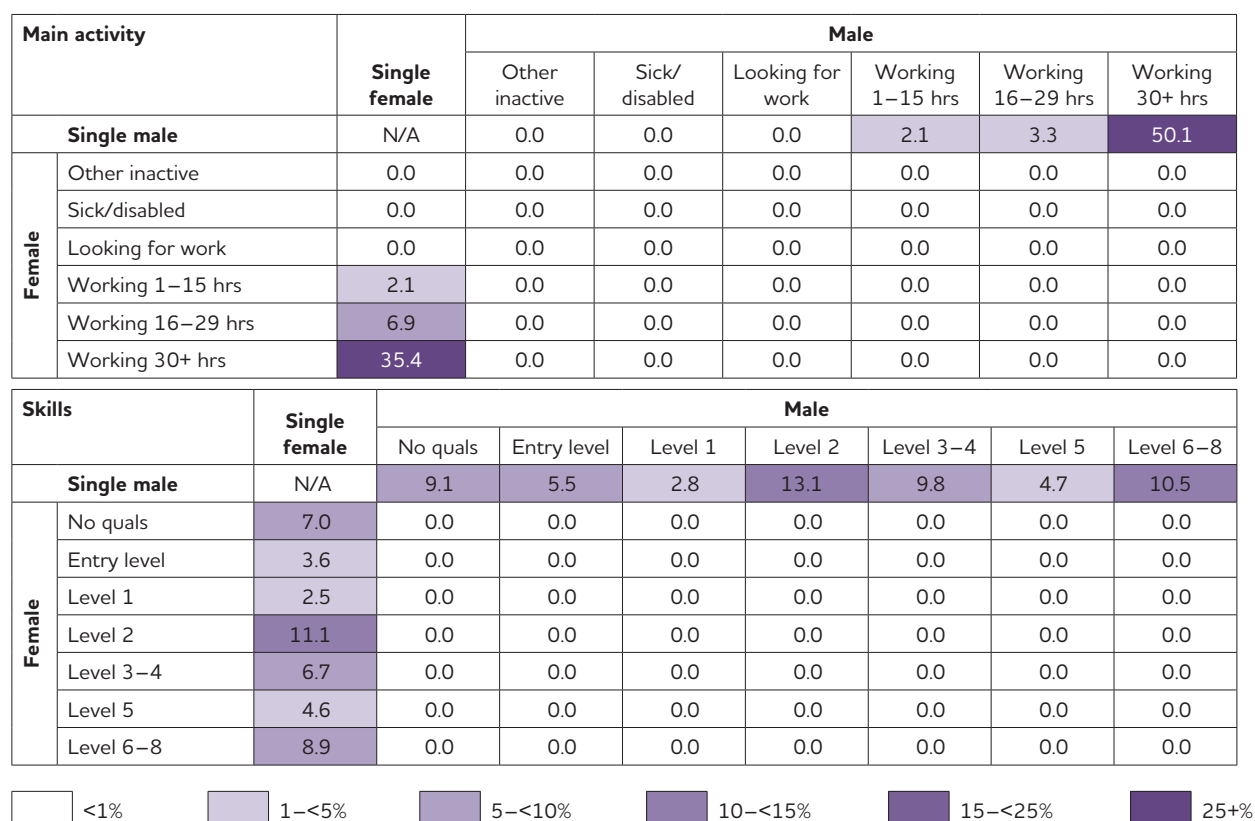 Main activity Single female Male
Other inactive Sick/ disabled Looking for work Working 1–15 hrs Working 16–29 hrs Working 30+ hrs
Single male N/A 0.0 0.0 0.0 2.1 3.3 50.1
Female
Other inactive 0.0 0.0 0.0 0.0 0.0 0.0 0.0
Sick/disabled 0.0 0.0 0.0 0.0 0.0 0.0 0.0
Looking for work 0.0 0.0 0.0 0.0 0.0 0.0 0.0
Working 1–15 hrs 2.1 0.0 0.0 0.0 0.0 0.0 0.0
Working 16–29 hrs 6.9 0.0 0.0 0.0 0.0 0.0 0.0
Working 30+ hrs 35.4 0.0 0.0 0.0 0.0 0.0 0.0
Skills Single female Male
No quals Entry level Level 1 Level 2 Level 3–4 Level 5 Level 6–8
Single male N/A 9.1 5.5 2.8 13.1 9.8 4.7 10.5
Female
No quals 7.0 0.0 0.0 0.0 0.0 0.0 0.0 0.0
Entry level 3.6 0.0 0.0 0.0 0.0 0.0 0.0 0.0
Level 1 2.5 0.0 0.0 0.0 0.0 0.0 0.0 0.0
Level 2 11.1 0.0 0.0 0.0 0.0 0.0 0.0 0.0
Level 3–4 6.7 0.0 0.0 0.0 0.0 0.0 0.0 0.0
Level 5 4.6 0.0 0.0 0.0 0.0 0.0 0.0 0.0
Level 6–8 8.9 0.0 0.0 0.0 0.0 0.0 0.0 0.0
<1% 1–<5% 5–<10% 10–<15% 15–<25% 25+%